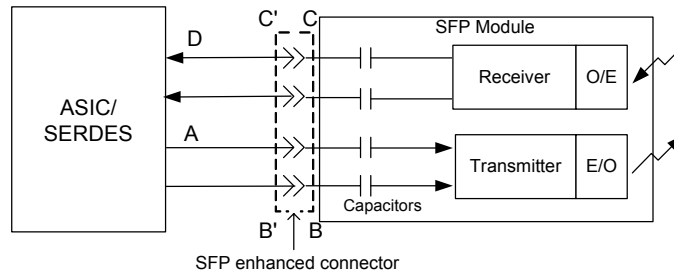 C' C
SFP Module
D
Receiver O/E
ASIC/
SERDES
A
Transmitter E/O
Capacitors
B' B
SFP enhanced connector